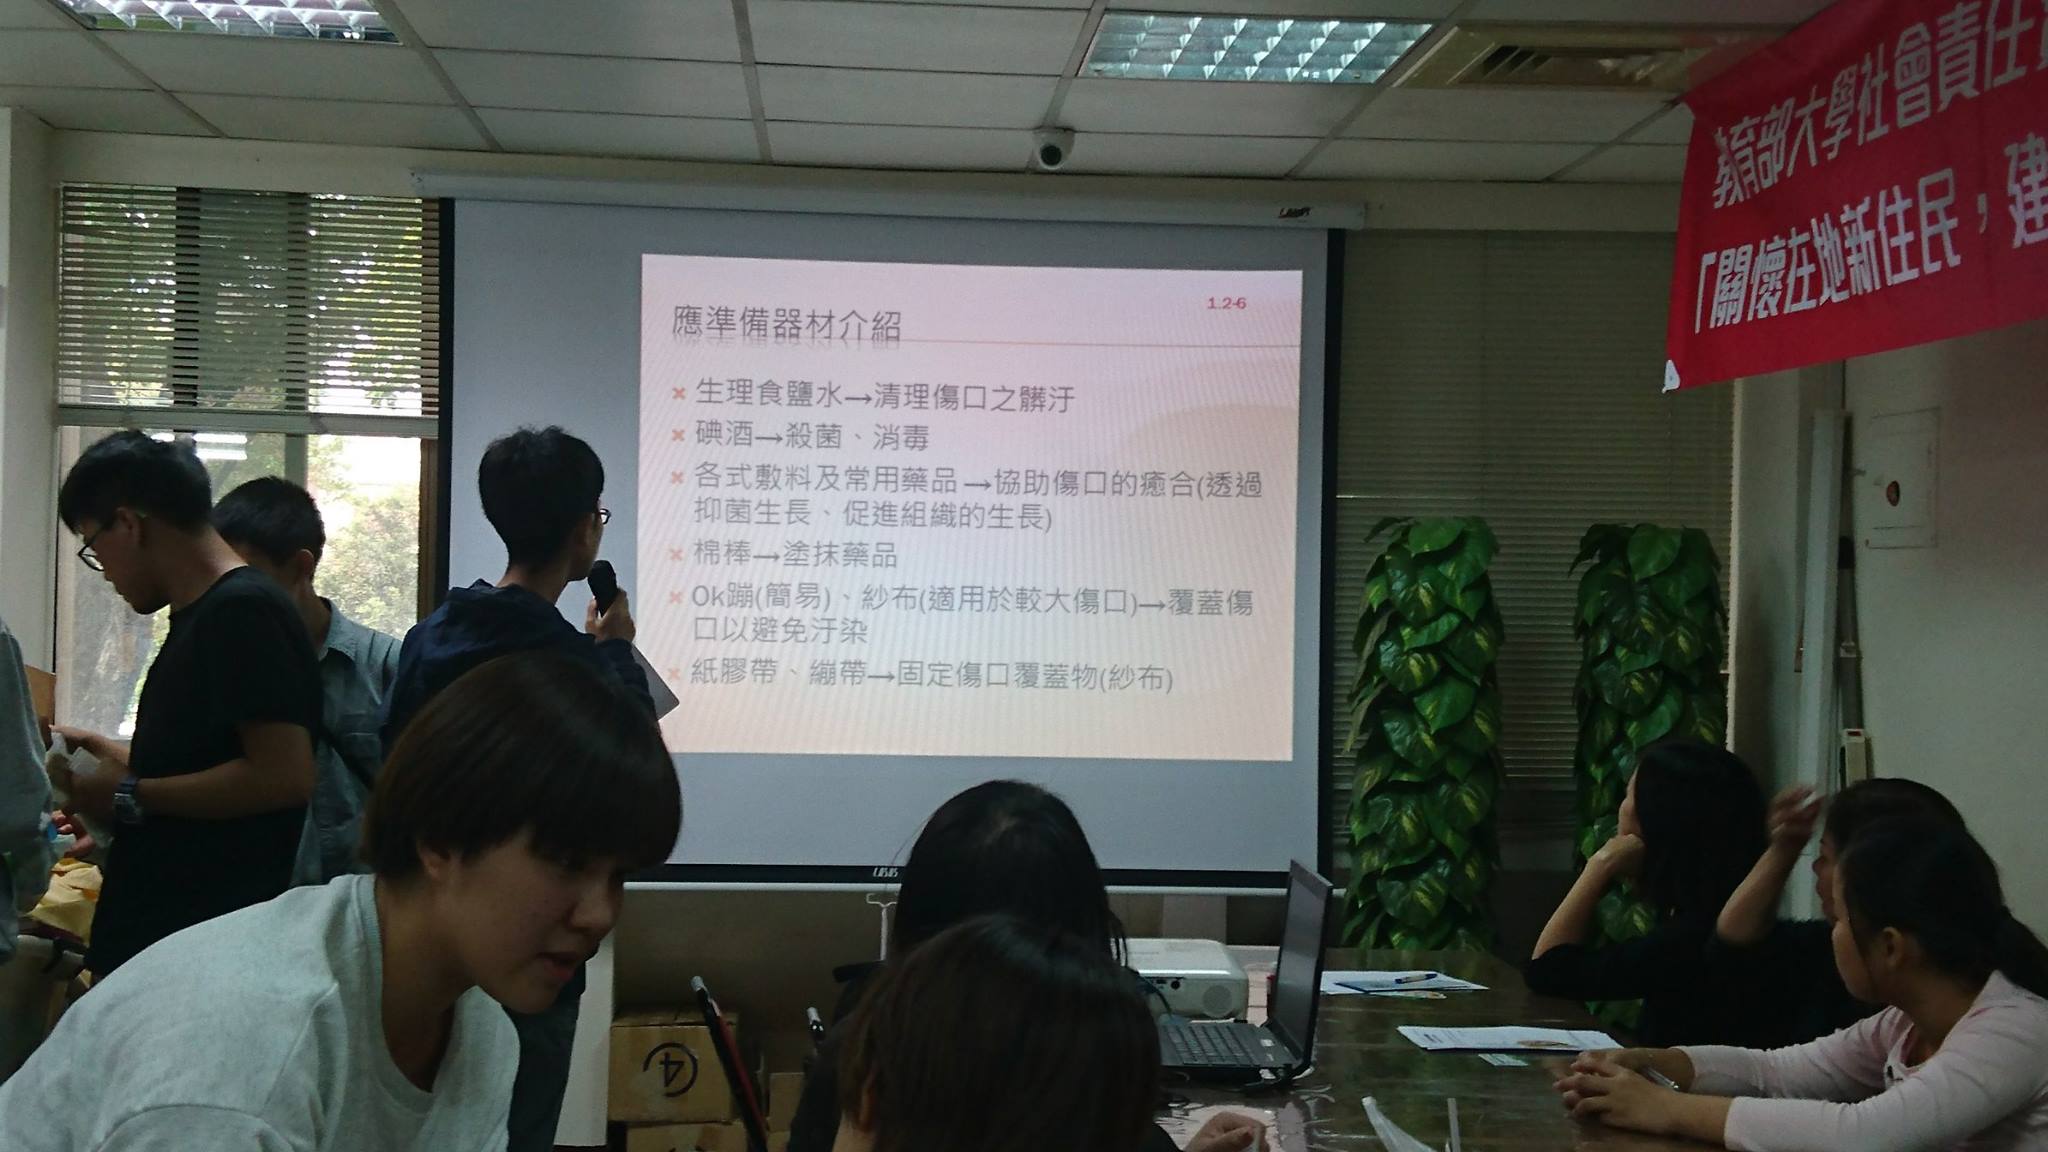 教育部大學社會責任
「關懷在地新住民，建
1.2-6
應準備器材介紹
生理食鹽水→清理傷口之髒汙
碘酒→殺菌、消毒
各式敷料及常用藥品→協助傷口的癒合(透過
抑菌生長、促進組織的生長)
棉棒→塗抹藥品
Ok蹦(簡易)、紗布(適用於較大傷口)→覆蓋傷
口以避免汙染
紙膠帶、繃帶→固定傷口覆蓋物(紗布)
4